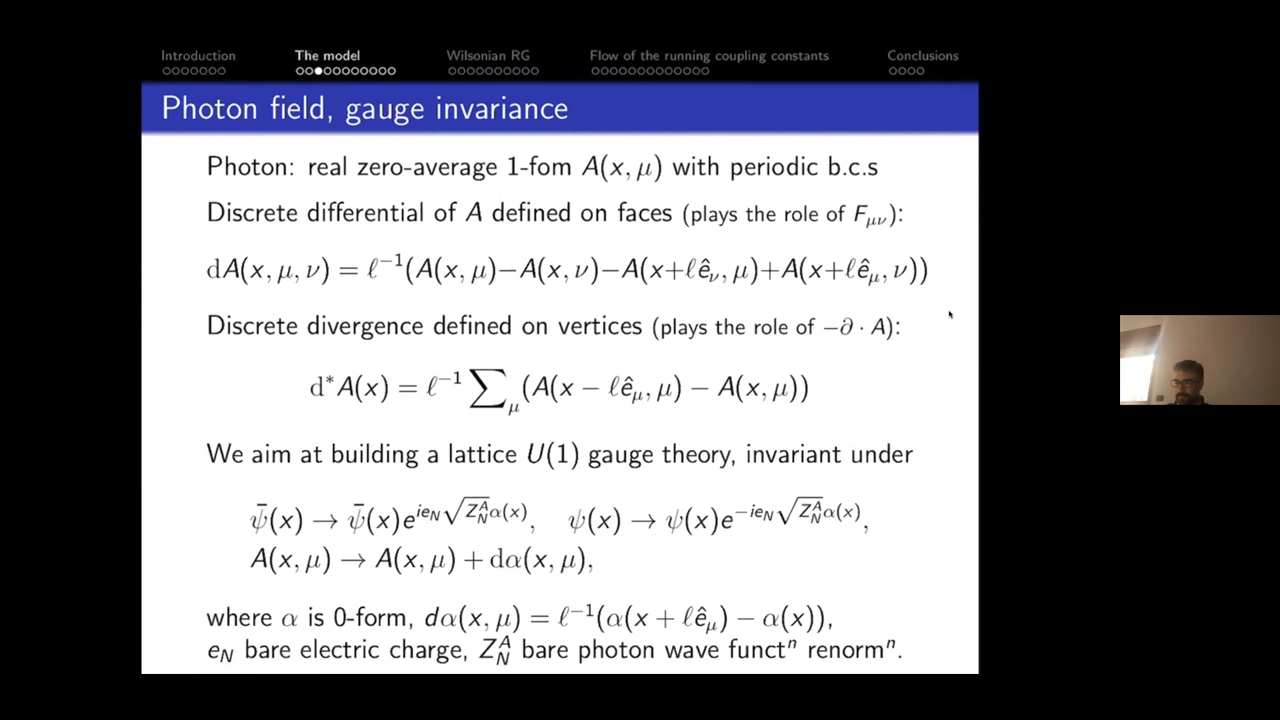 Introduction The model Wilsonian RG Flow of the running coupling constants Conclusions
Photon field, gauge invariance
Photon: real zero-average 1-fom A(x, μ) with periodic b.c.s
Discrete differential of A defined on faces (plays the role of F_{μν}):
dA(x, μ, ν) = ℓ^{−1}(A(x, μ)−A(x, ν)−A(x+ℓê_ν, μ)+A(x+ℓê_μ, ν))
Discrete divergence defined on vertices (plays the role of −∂ · A):
d*A(x) = ℓ^{−1} ∑_μ (A(x − ℓê_μ, μ) − A(x, μ))
We aim at building a lattice U(1) gauge theory, invariant under
ψ̄(x) → ψ̄(x)e^{ie_N√(Z_N^A)α(x)}, ψ(x) → ψ(x)e^{−ie_N√(Z_N^A)α(x)},
A(x, μ) → A(x, μ) + dα(x, μ),
where α is 0-form, dα(x, μ) = ℓ^{−1}(α(x + ℓê_μ) − α(x)),
e_N bare electric charge, Z_N^A bare photon wave funct^n renorm^n.